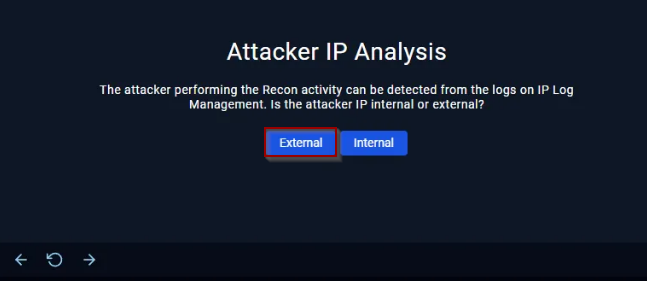 Attacker IP Analysis
The attacker performing the Recon activity can be detected from the logs on IP Log
Management. Is the attacker IP internal or external?
External Internal